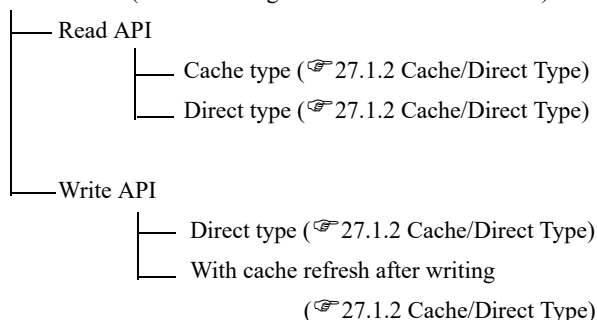 Read API
Cache type (☞27.1.2 Cache/Direct Type)
Direct type (☞27.1.2 Cache/Direct Type)
Write API
Direct type (☞27.1.2 Cache/Direct Type)
With cache refresh after writing
(☞27.1.2 Cache/Direct Type)